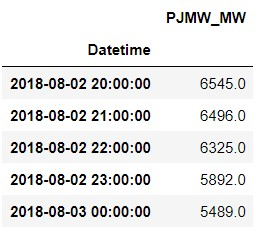 PJMW_MW
Datetime
2018-08-02 20:00:00 6545.0
2018-08-02 21:00:00 6496.0
2018-08-02 22:00:00 6325.0
2018-08-02 23:00:00 5892.0
2018-08-03 00:00:00 5489.0